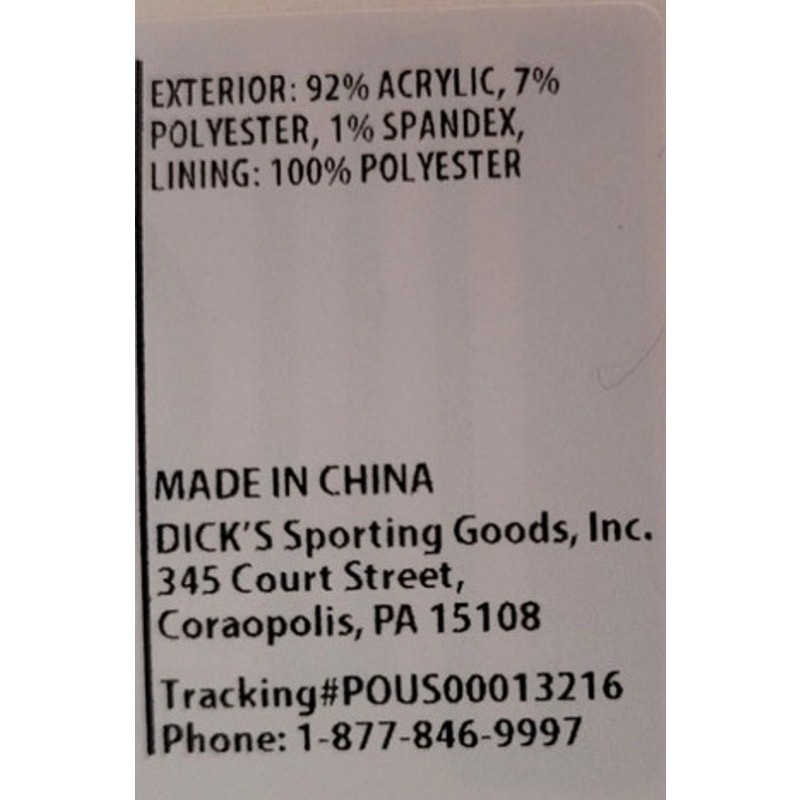 EXTERIOR: 92% ACRYLIC, 7%
POLYESTER, 1% SPANDEX,
LINING: 100% POLYESTER
MADE IN CHINA
DICK'S Sporting Goods, Inc.
345 Court Street,
Coraopolis, PA 15108
Tracking#POUS00013216
Phone: 1-877-846-9997